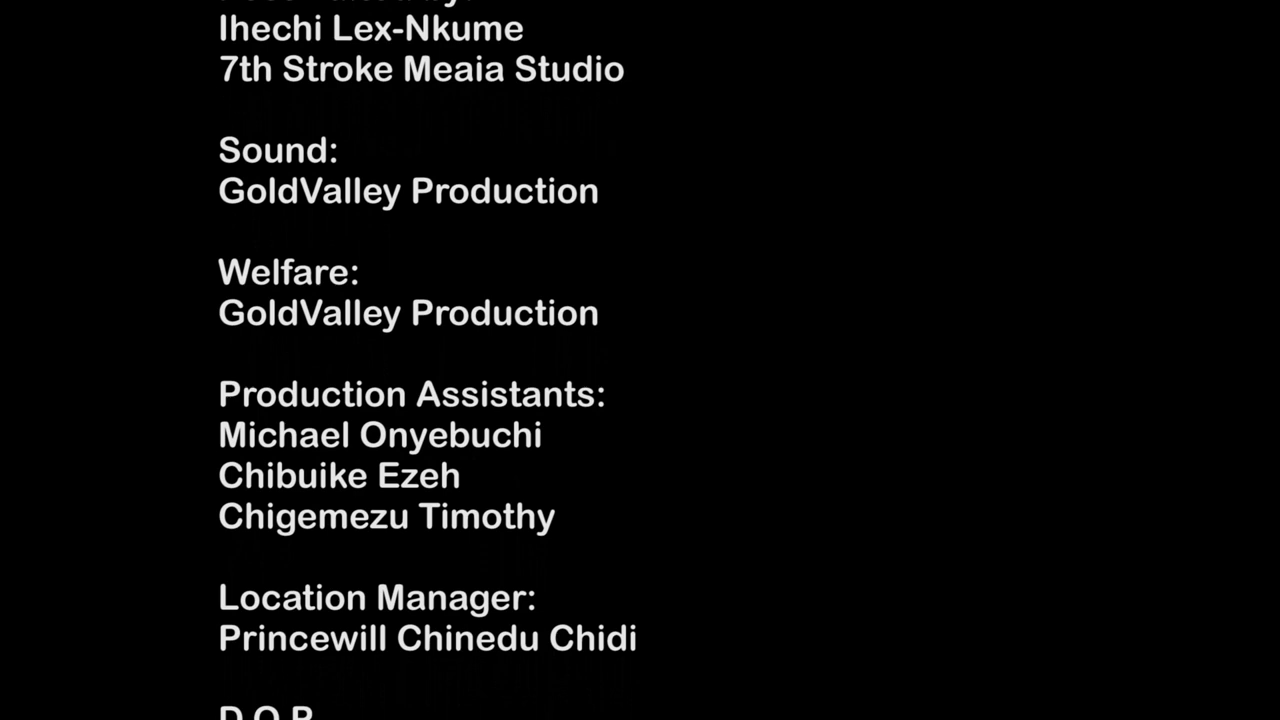 Ihechi Lex-Nkume
7th Stroke Meaia Studio
Sound:
GoldValley Production
Welfare:
GoldValley Production
Production Assistants:
Michael Onyebuchi
Chibuike Ezeh
Chigemezu Timothy
Location Manager:
Princewill Chinedu Chidi
D.O.P